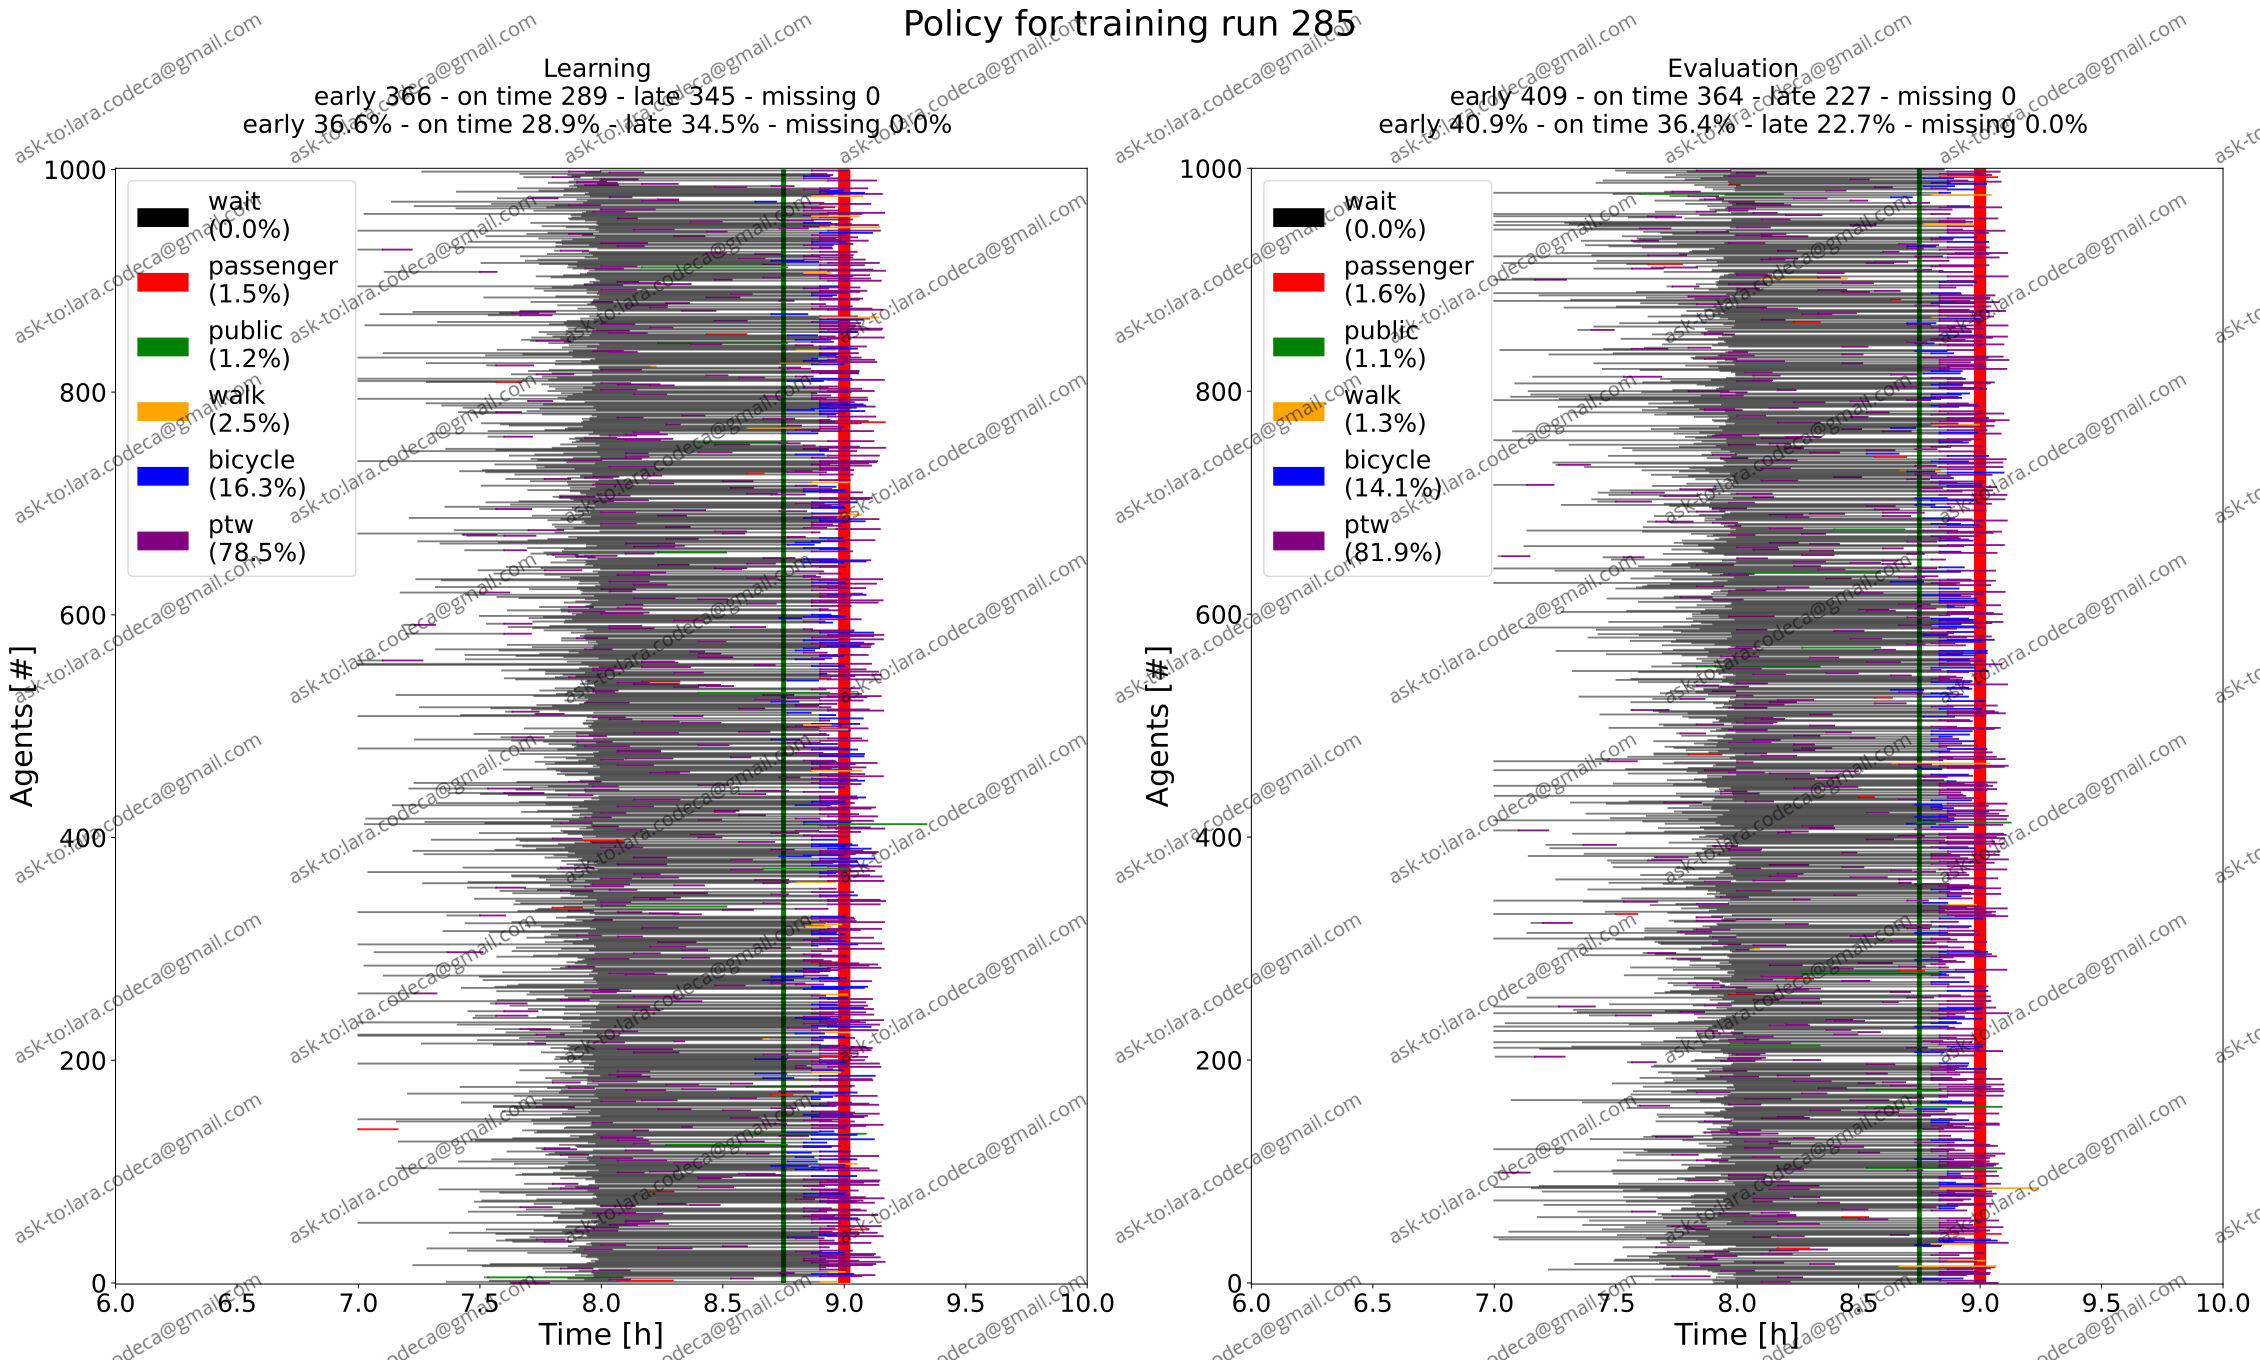 Policy for training run 285
Learning
early 366 - on time 289 - late 345 - missing 0
early 36.6% - on time 28.9% - late 34.5% - missing 0.0%
wait
(0.0%)
passenger
(1.5%)
public
(1.2%)
walk
(2.5%)
bicycle
(16.3%)
ptw
(78.5%)
Agents [#]
1000
800
600
400
200
0
6.0 6.5 7.0 7.5 8.0 8.5 9.0 9.5 10.0
Time [h]
Evaluation
early 409 - on time 364 - late 227 - missing 0
early 40.9% - on time 36.4% - late 22.7% - missing 0.0%
wait
(0.0%)
passenger
(1.6%)
public
(1.1%)
walk
(1.3%)
bicycle
(14.1%)
ptw
(81.9%)
Agents [#]
1000
800
600
400
200
0
6.0 6.5 7.0 7.5 8.0 8.5 9.0 9.5 10.0
Time [h]
ask-to:lara.codeca@gmail.com